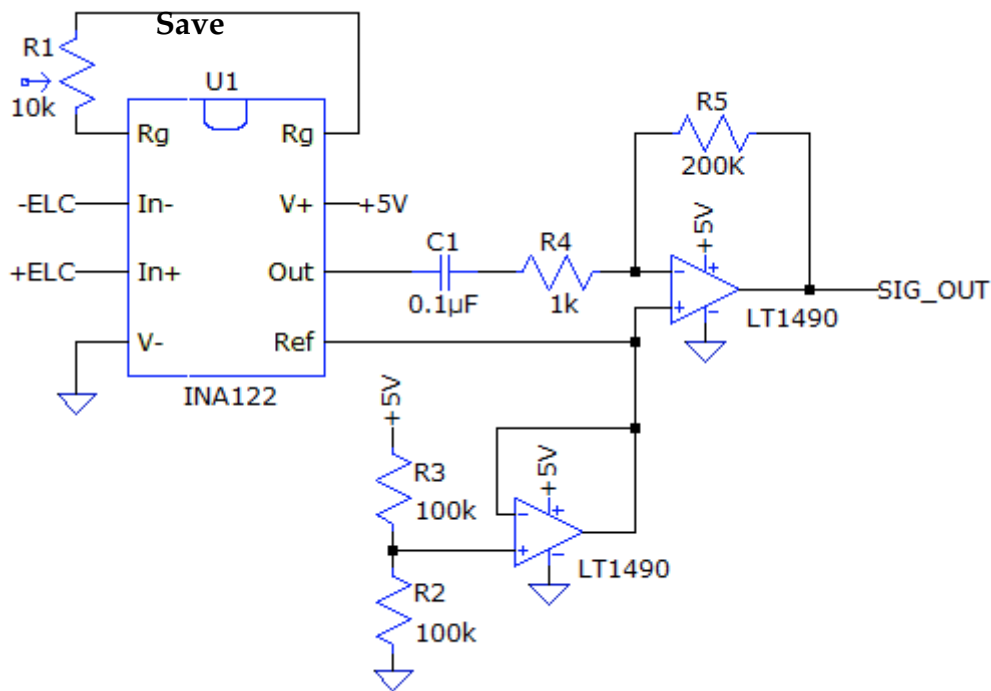 Save
R1
10k
U1
Rg
Rg
-ELC
In-
V+
+5V
+ELC
In+
Out
V-
Ref
INA122
C1
0.1µF
R4
1k
R5
200K
+5V
-
+
+
-
SIG_OUT
LT1490
+5V
R3
100k
+5V
-
+
+
-
LT1490
R2
100k